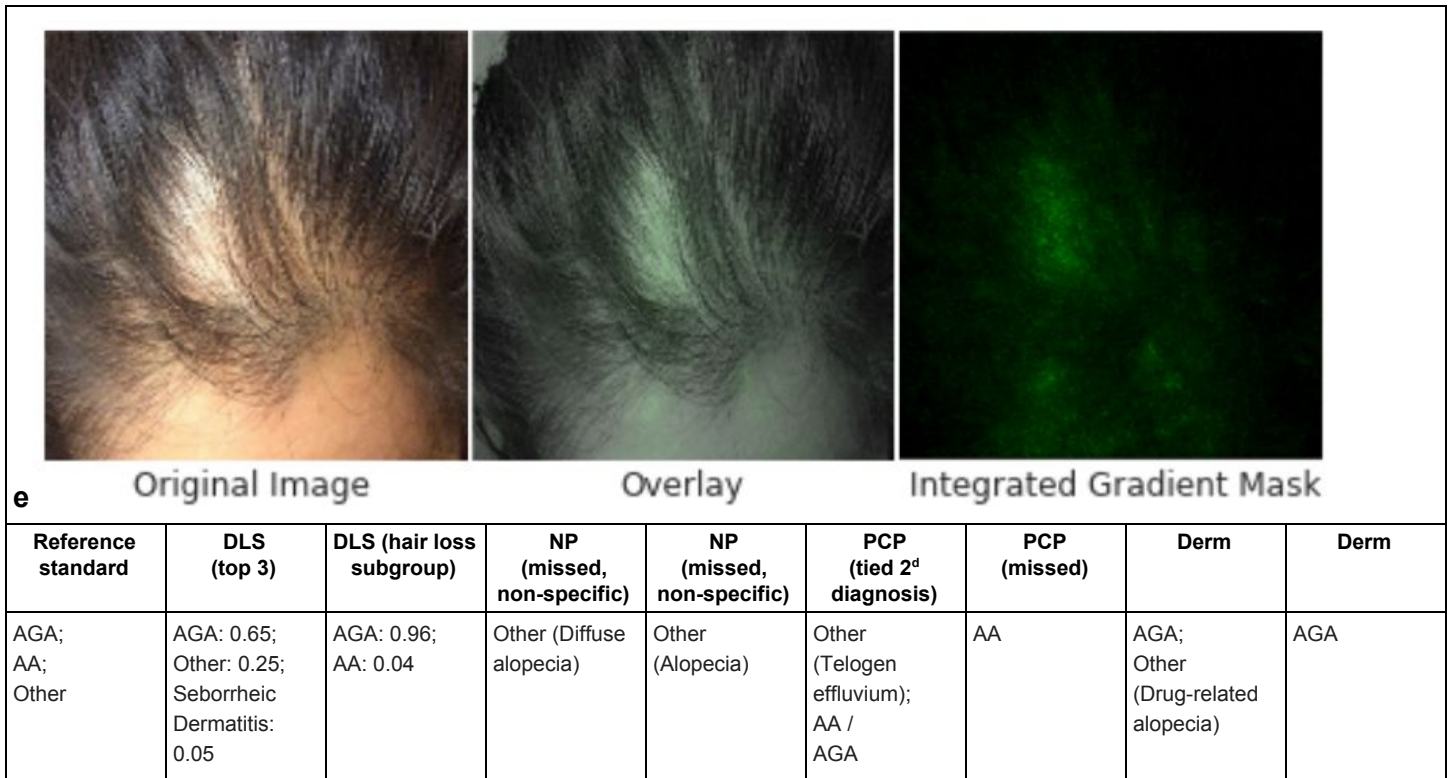 Original Image
Overlay
Integrated Gradient Mask
e
Reference standard
DLS (top 3)
DLS (hair loss subgroup)
NP (missed, non-specific)
NP (missed, non-specific)
PCP (tied 2d diagnosis)
PCP (missed)
Derm
Derm
AGA;
AA;
Other
AGA: 0.65;
Other: 0.25;
Seborrheic
Dermatitis:
0.05
AGA: 0.96;
AA: 0.04
Other (Diffuse
alopecia)
Other
(Alopecia)
Other
(Telogen
effluvium);
AA /
AGA
AA
AGA;
Other
(Drug-related
alopecia)
AGA